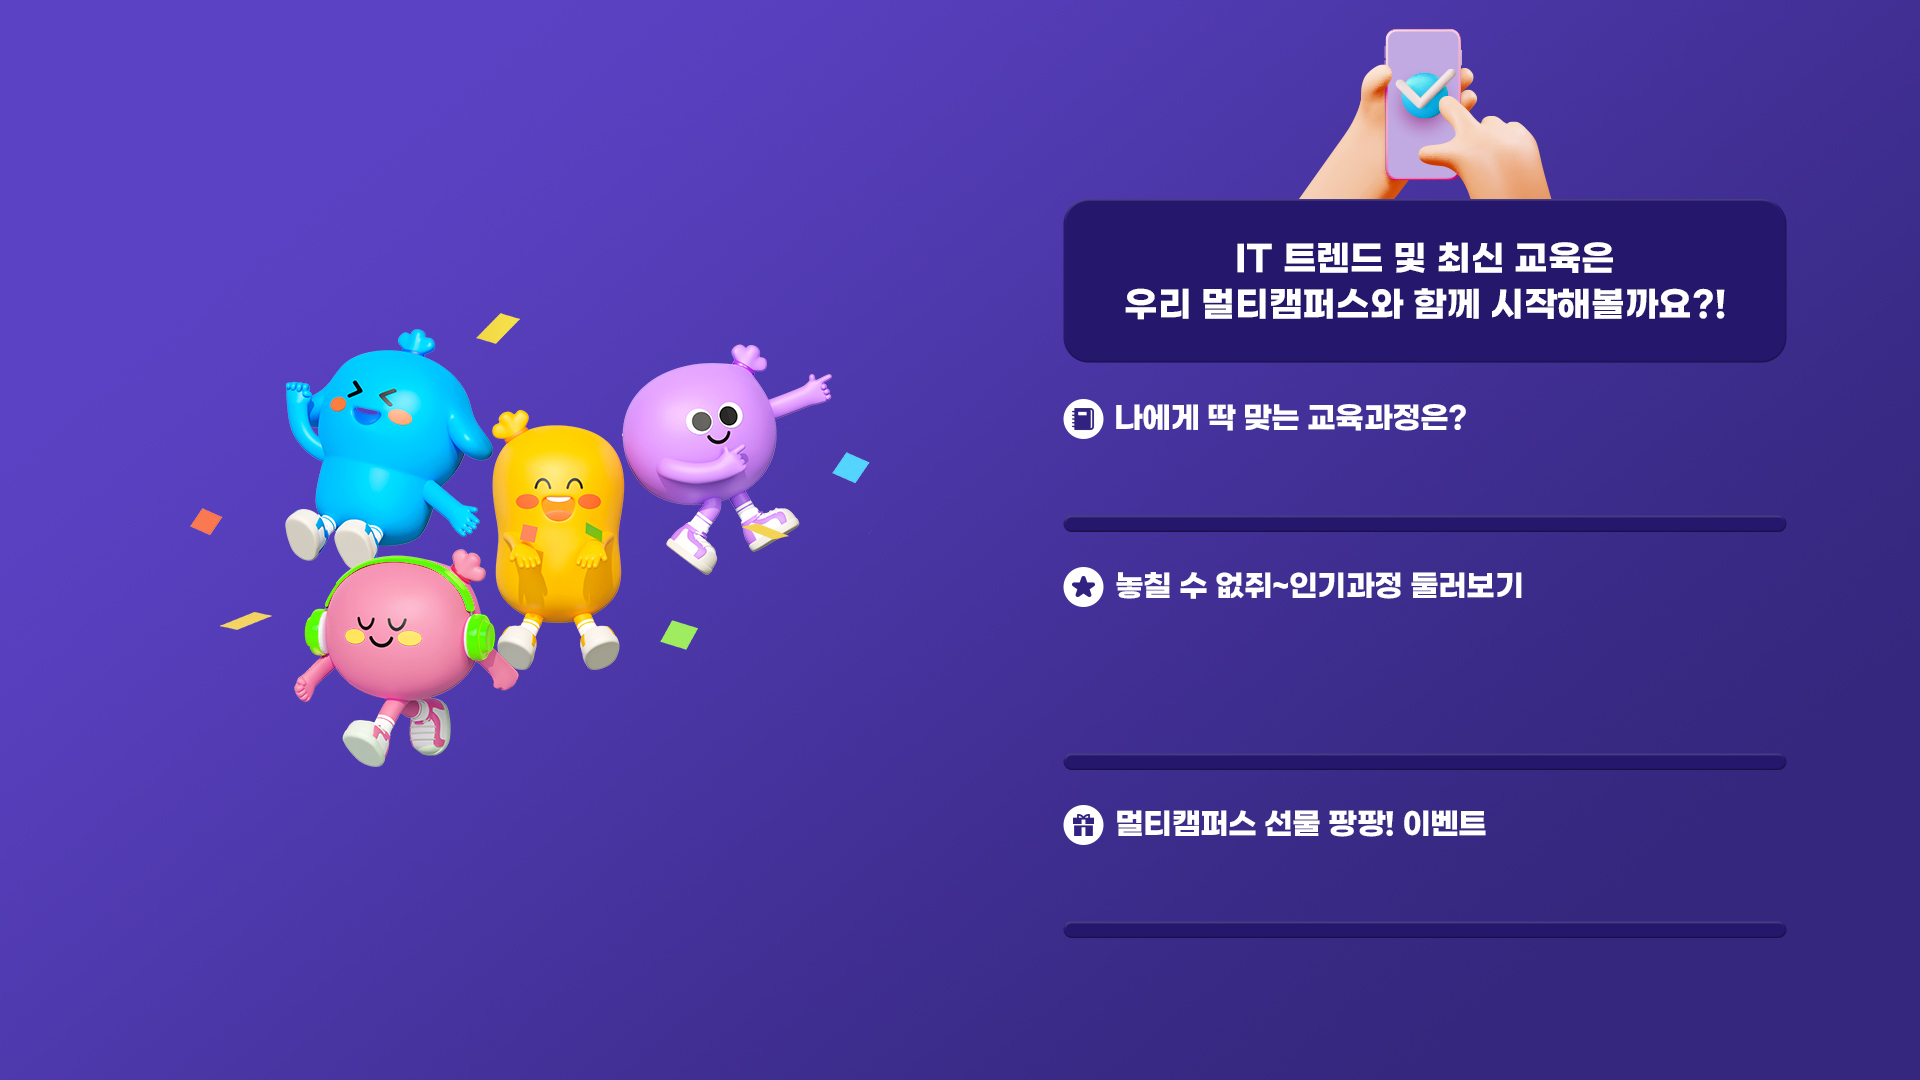 IT 트렌드 및 최신 교육은
우리 멀티캠퍼스와 함께 시작해볼까요?!
나에게 딱 맞는 교육과정은?
놓칠 수 없쥐~인기과정 둘러보기
멀티캠퍼스 선물 팡팡! 이벤트